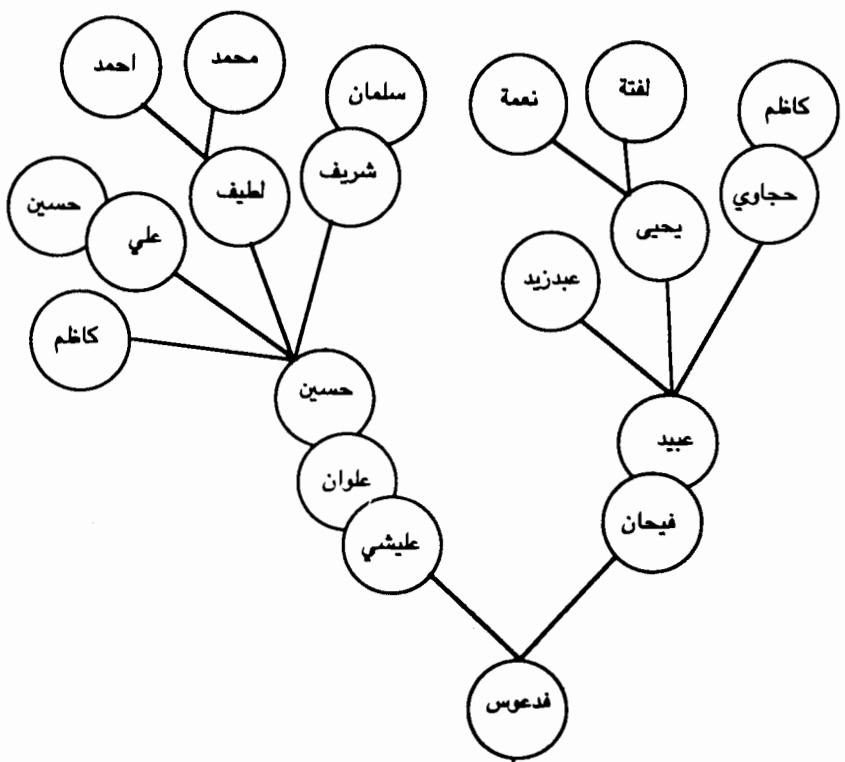 محمد
احمد
سلمان
لفتة
نعمة
كاظم
شريف
لطيف
حجاوي
يحيى
علي
حسين
عبدزيد
كاظم
حسين
عبيد
علوان
فيحان
عليشي
فدعوس